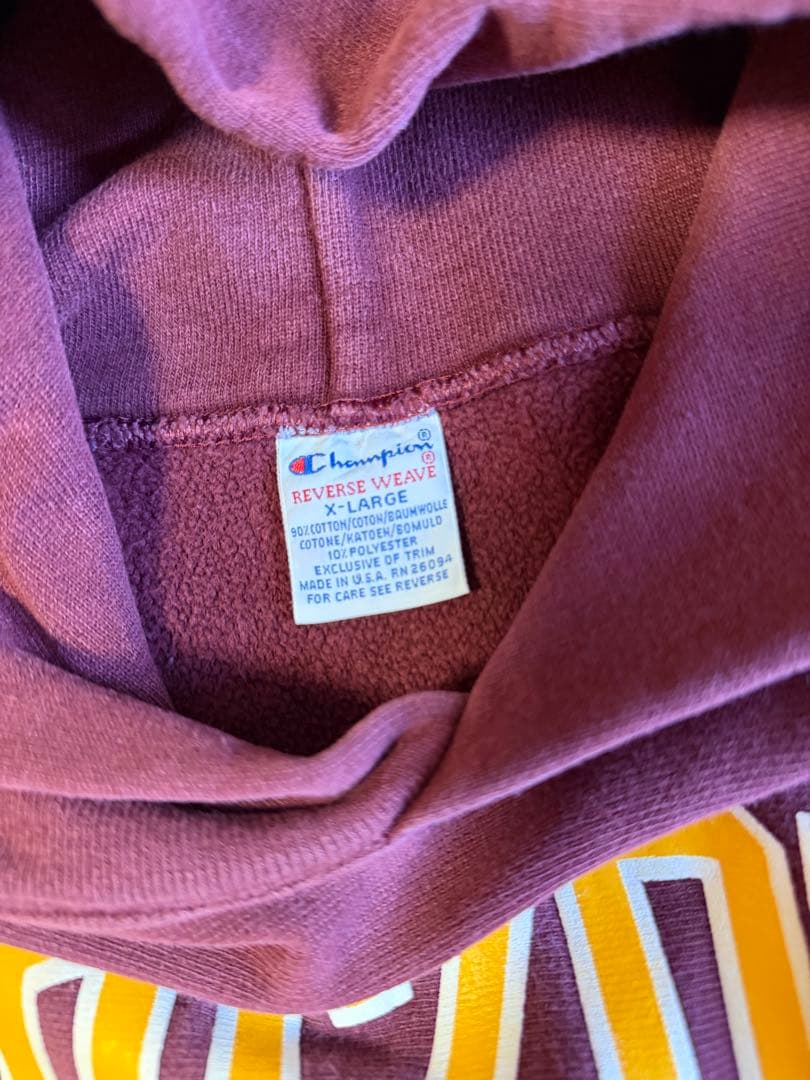 Champion®
REVERSE WEAVE®
X-LARGE
90% COTTON/COTON/BAUMWOLLE
COTONE/KATOEN/BOMULD
10% POLYESTER
EXCLUSIVE OF TRIM
MADE IN U.S.A. RN 26094
FOR CARE SEE REVERSE